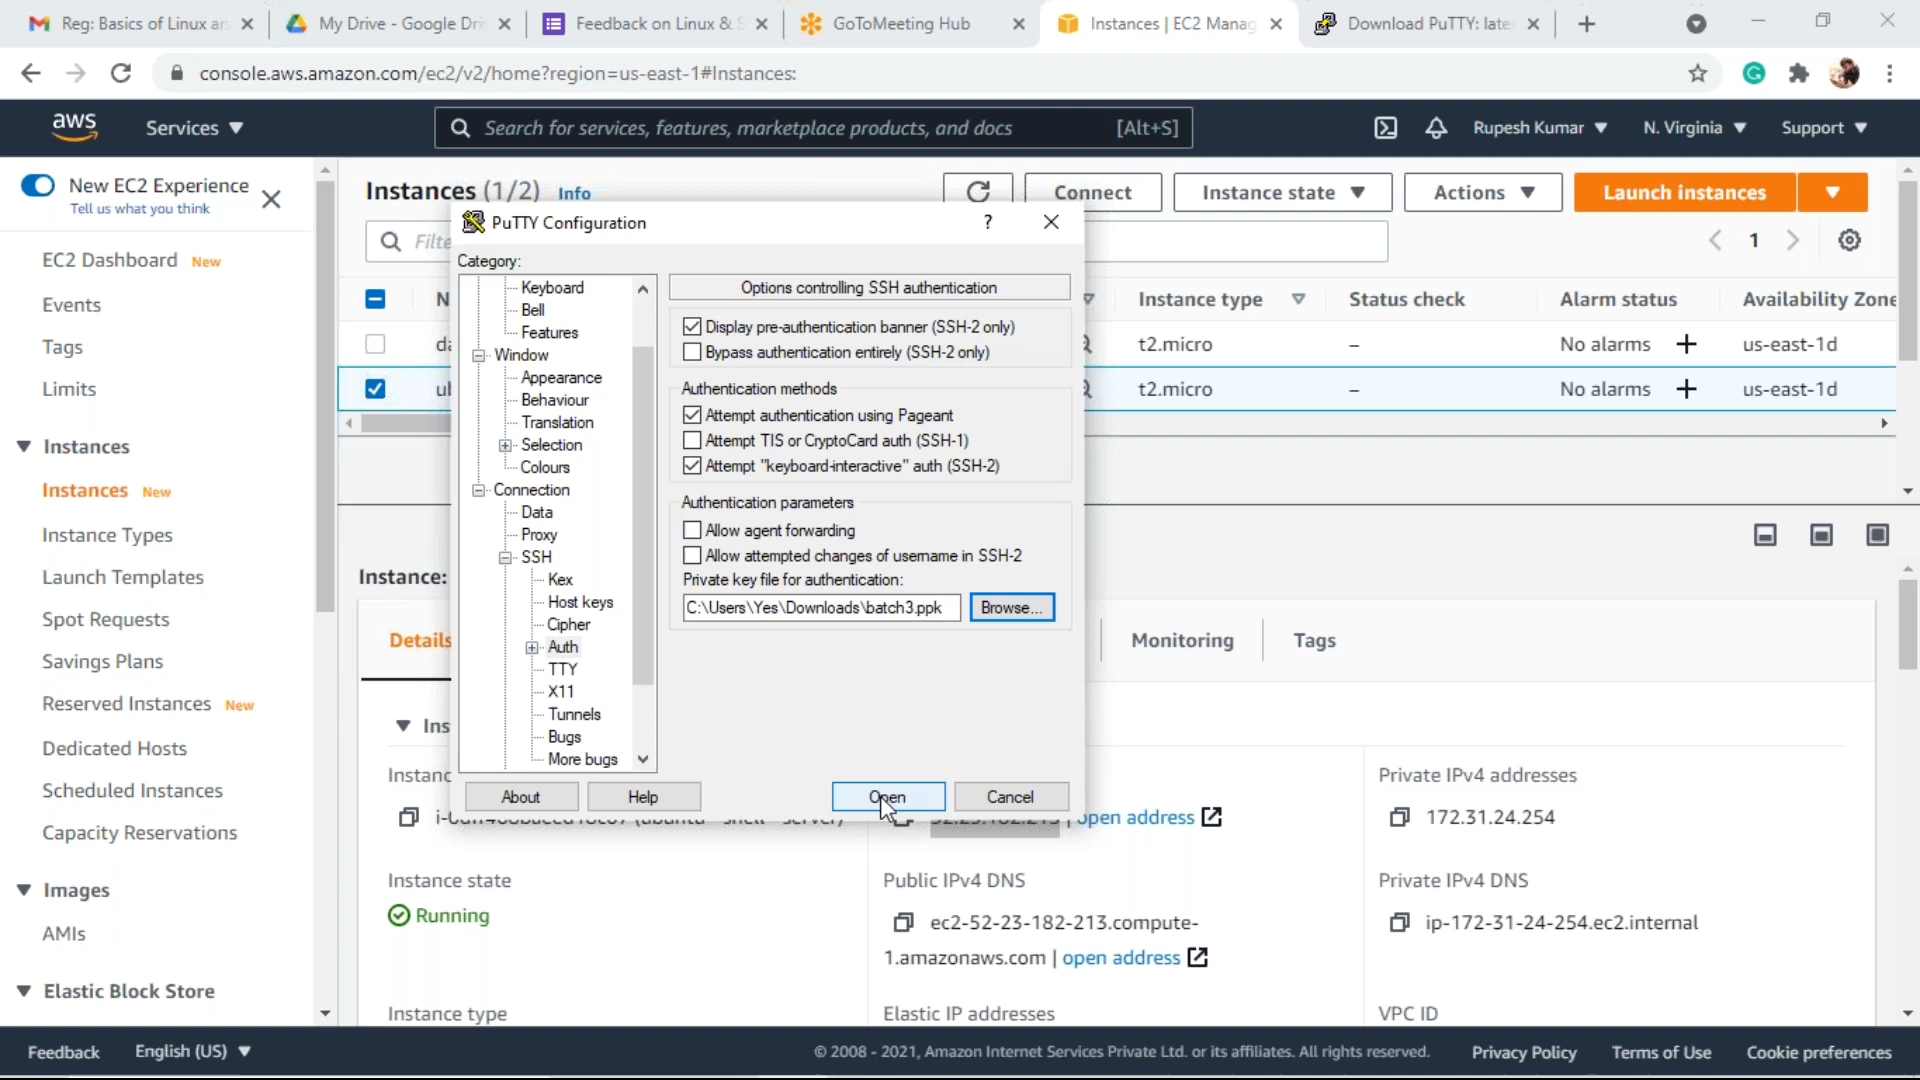 Reg: Basics of Linux an
My Drive - Google Dri
Feedback on Linux & S
GoToMeeting Hub
Instances | EC2 Manag
Download PuTTY: lates
console.aws.amazon.com/ec2/v2/home?region=us-east-1#Instances:
aws
Services ▼
Search for services, features, marketplace products, and docs
[Alt+S]
Rupesh Kumar ▼
N. Virginia ▼
Support ▼
New EC2 Experience
Tell us what you think
EC2 Dashboard New
Events
Tags
Limits
Instances
Instances New
Instance Types
Launch Templates
Spot Requests
Savings Plans
Reserved Instances New
Dedicated Hosts
Scheduled Instances
Capacity Reservations
Images
AMIs
Elastic Block Store
Instances (1/2) Info
Connect
Instance state ▼
Actions ▼
Launch instances
Filte
1
N
Instance type
Status check
Alarm status
Availability Zone
da
t2.micro
–
No alarms +
us-east-1d
ub
t2.micro
–
No alarms +
us-east-1d
PuTTY Configuration
?
Category:
Keyboard
Bell
Features
Window
Appearance
Behaviour
Translation
Selection
Colours
Connection
Data
Proxy
SSH
Kex
Host keys
Cipher
Auth
TTY
X11
Tunnels
Bugs
More bugs
Options controlling SSH authentication
Display pre-authentication banner (SSH-2 only)
Bypass authentication entirely (SSH-2 only)
Authentication methods
Attempt authentication using Pageant
Attempt TIS or CryptoCard auth (SSH-1)
Attempt "keyboard-interactive" auth (SSH-2)
Authentication parameters
Allow agent forwarding
Allow attempted changes of username in SSH-2
Private key file for authentication:
C:\Users\Yes\Downloads\batch3.ppk
Browse...
About
Help
Open
Cancel
Instance:
Details
Monitoring
Tags
Ins
Instanc
| open address
Private IPv4 addresses
172.31.24.254
Instance state
Running
Public IPv4 DNS
ec2-52-23-182-213.compute-
1.amazonaws.com | open address
Private IPv4 DNS
ip-172-31-24-254.ec2.internal
Instance type
Elastic IP addresses
VPC ID
Feedback
English (US) ▼
© 2008 - 2021, Amazon Internet Services Private Ltd. or its affiliates. All rights reserved.
Privacy Policy
Terms of Use
Cookie preferences